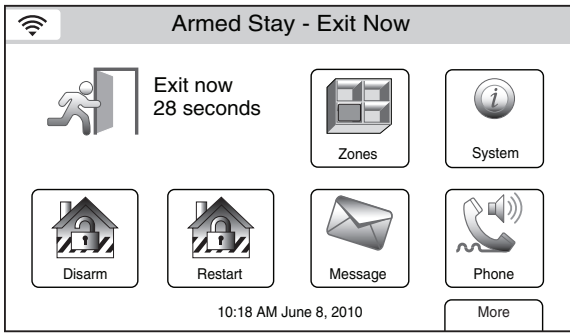 Armed Stay - Exit Now
Exit now
28 seconds
Zones
System
Disarm
Restart
Message
Phone
10:18 AM June 8, 2010
More